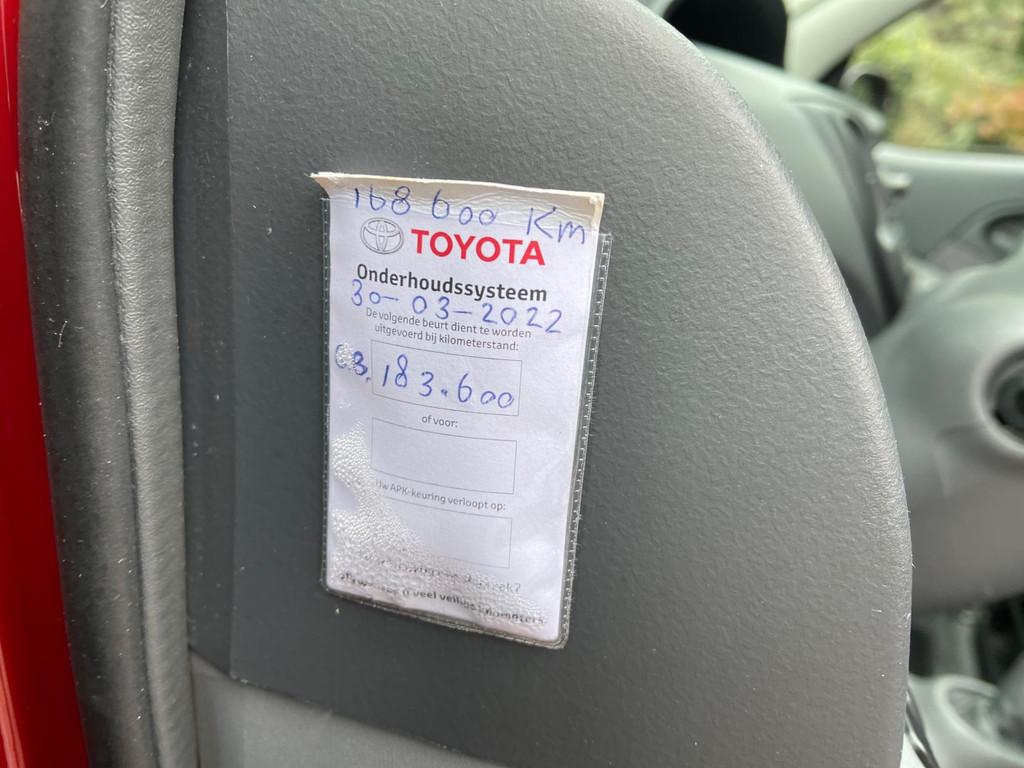 168 600 Km
TOYOTA
Onderhoudssysteem
30-03-2022
De volgende beurt dient te worden
uitgevoerd bij kilometerstand:
183.600
of voor:
Uw APK-keuring verloopt op:
veel